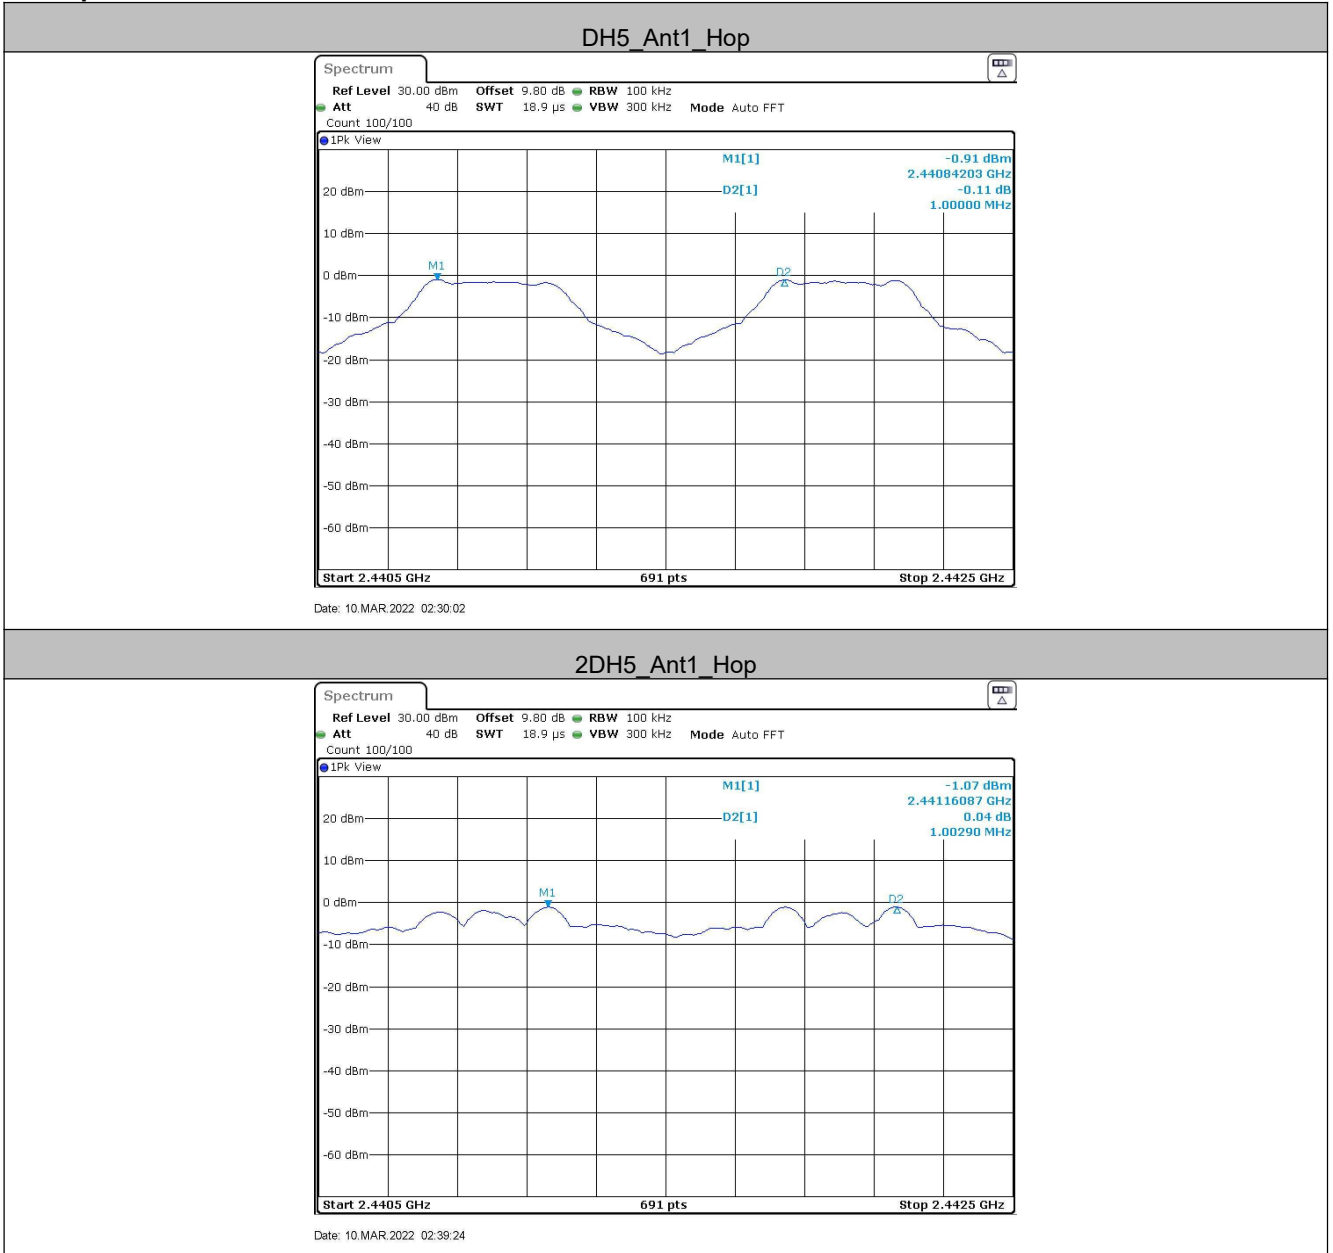 DH5_Ant1_Hop
Spectrum
Ref Level 30.00 dBm Offset 9.80 dB RBW 100 kHz
Att 40 dB SWT 18.9 µs VBW 300 kHz Mode Auto FFT
Count 100/100
1Pk View
M1[1] -0.91 dBm
2.44084203 GHz
20 dBm D2[1] -0.11 dB
1.00000 MHz
10 dBm
M1
D2
0 dBm
-10 dBm
-20 dBm
-30 dBm
-40 dBm
-50 dBm
-60 dBm
Start 2.4405 GHz 691 pts Stop 2.4425 GHz
Date: 10.MAR.2022 02:30:02
2DH5_Ant1_Hop
Spectrum
Ref Level 30.00 dBm Offset 9.80 dB RBW 100 kHz
Att 40 dB SWT 18.9 µs VBW 300 kHz Mode Auto FFT
Count 100/100
1Pk View
M1[1] -1.07 dBm
2.44116087 GHz
20 dBm D2[1] 0.04 dB
1.00290 MHz
10 dBm
M1
0 dBm D2
-10 dBm
-20 dBm
-30 dBm
-40 dBm
-50 dBm
-60 dBm
Start 2.4405 GHz 691 pts Stop 2.4425 GHz
Date: 10.MAR.2022 02:39:24